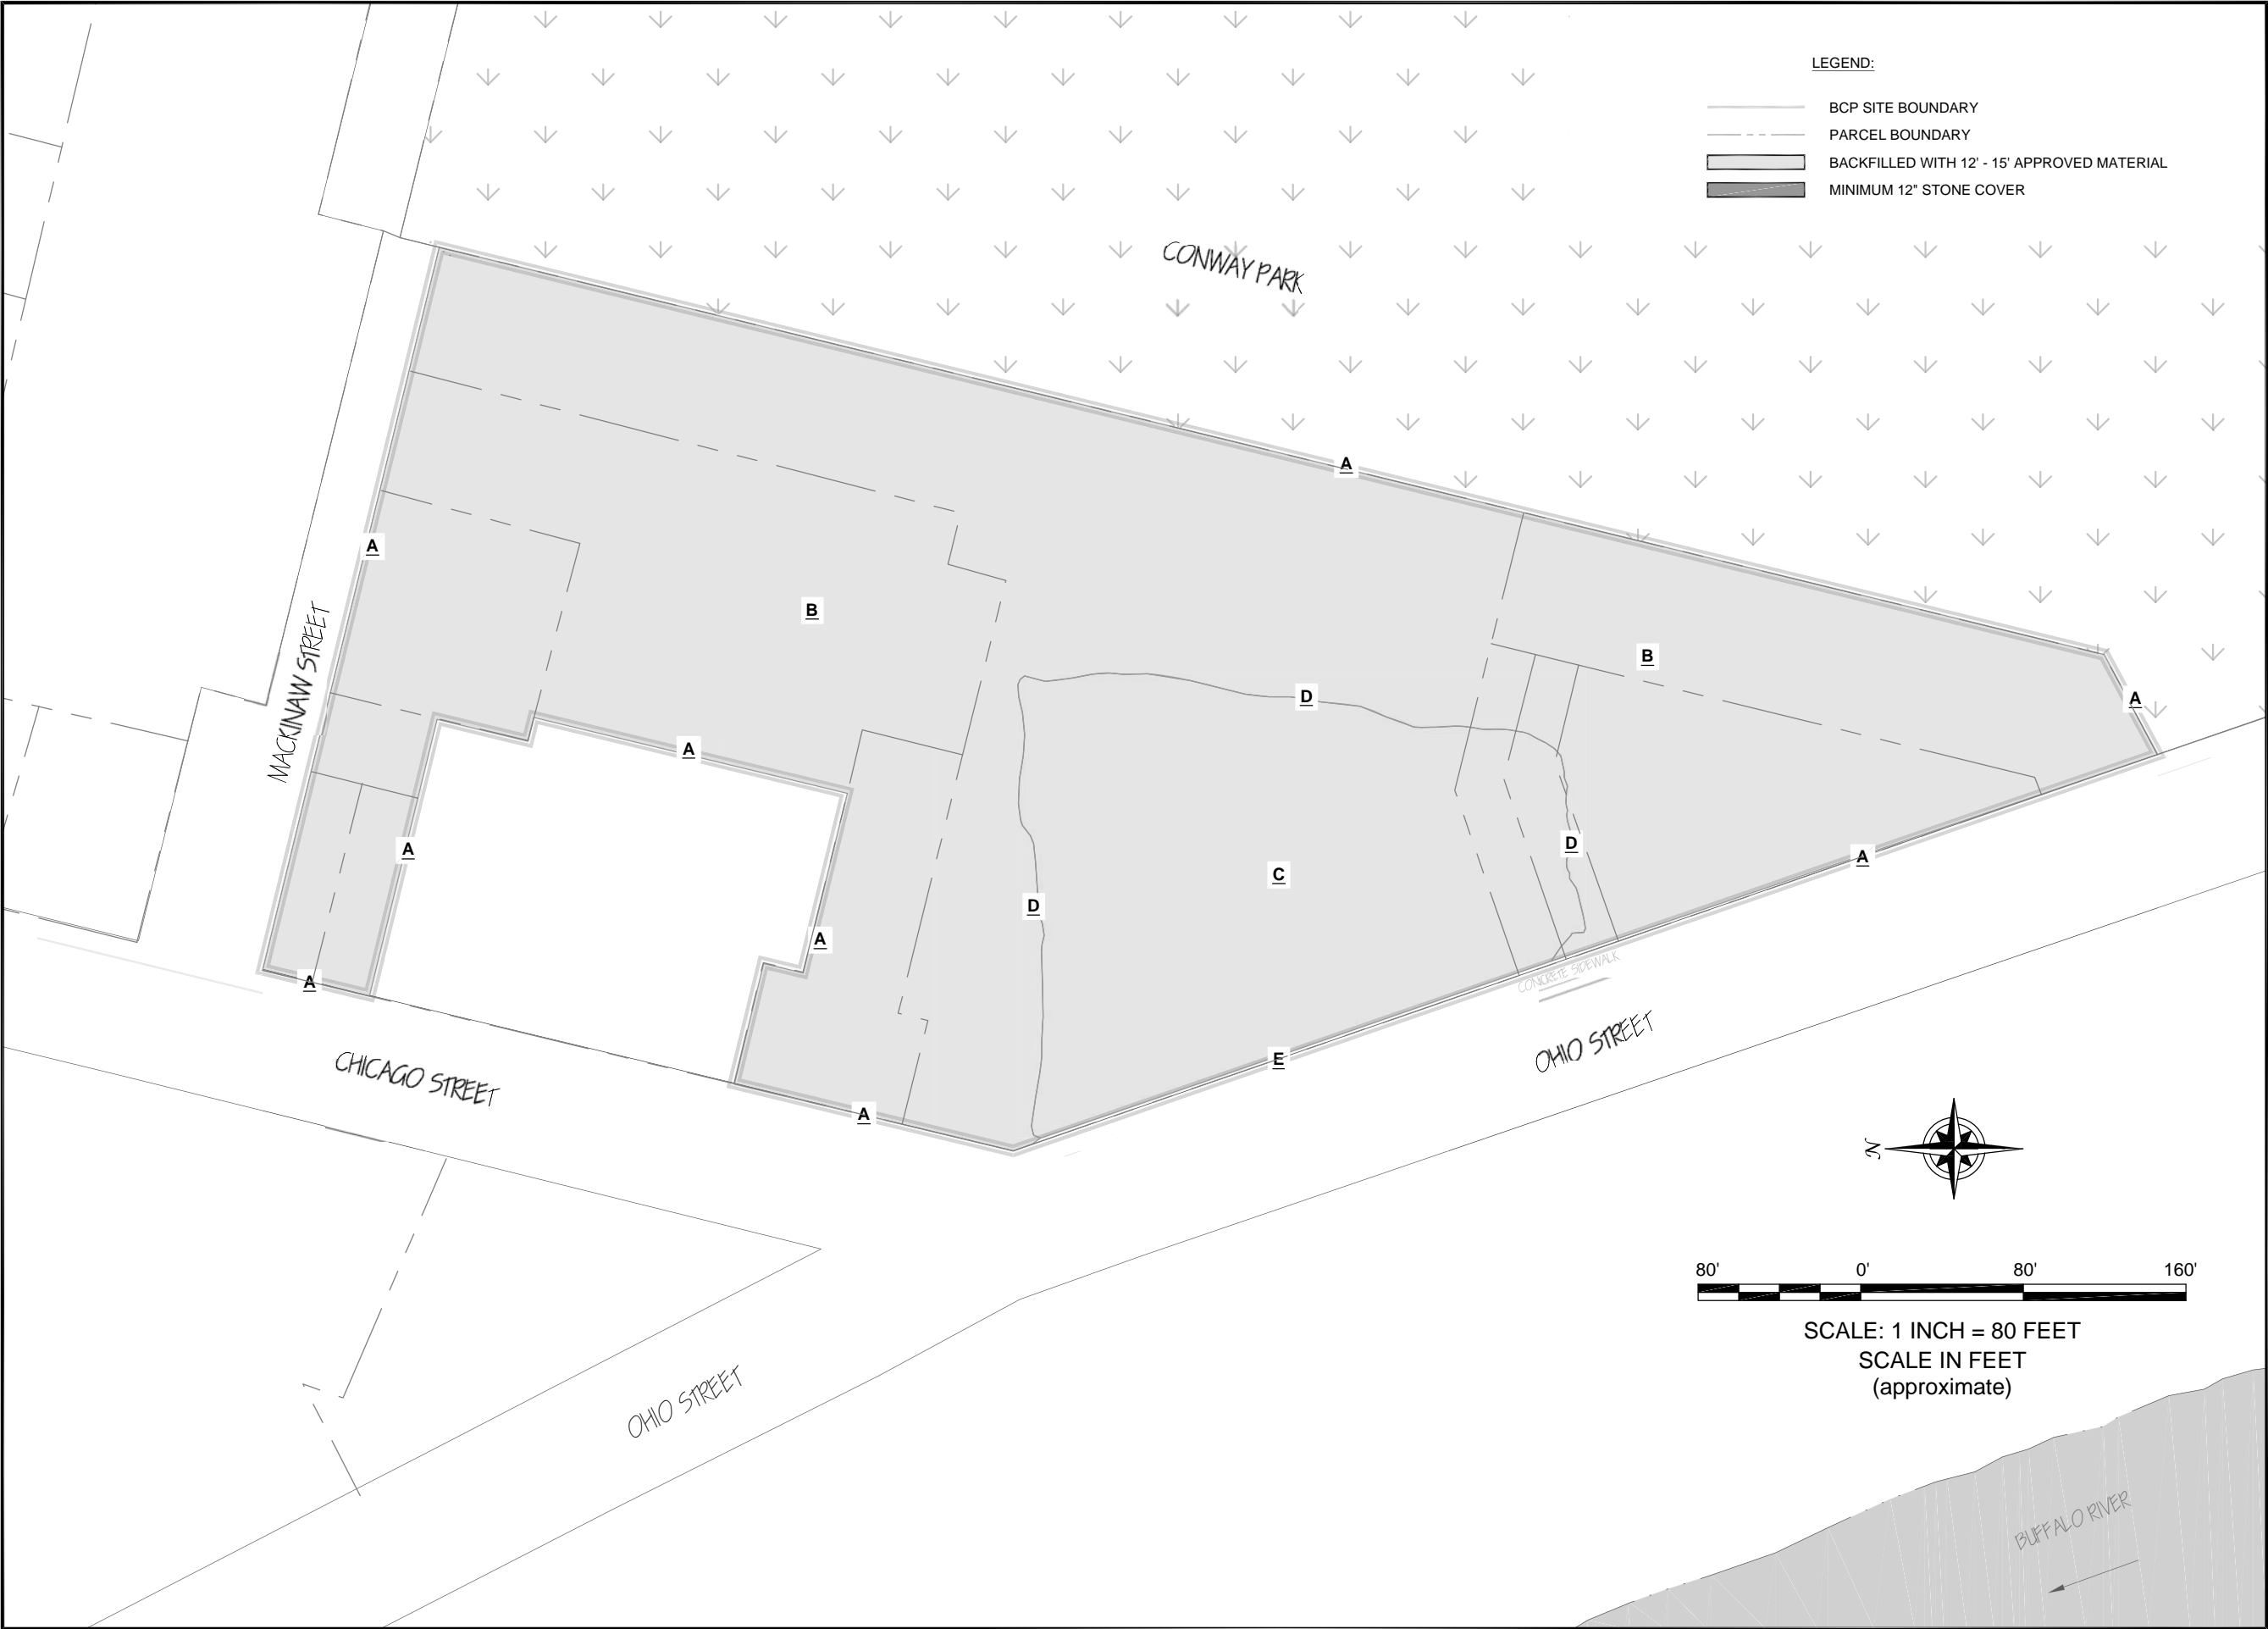 LEGEND:
BCP SITE BOUNDARY
PARCEL BOUNDARY
BACKFILLED WITH 12' - 15' APPROVED MATERIAL
MINIMUM 12" STONE COVER
CONWAY PARK
A
A
B
B
MACKINAW STREET
D
A
A
D
A
A
C
D
A
A
CONCRETE SIDEWALK
OHIO STREET
E
CHICAGO STREET
A
N
80' 0' 80' 160'
SCALE: 1 INCH = 80 FEET
SCALE IN FEET
(approximate)
OHIO STREET
BUFFALO RIVER